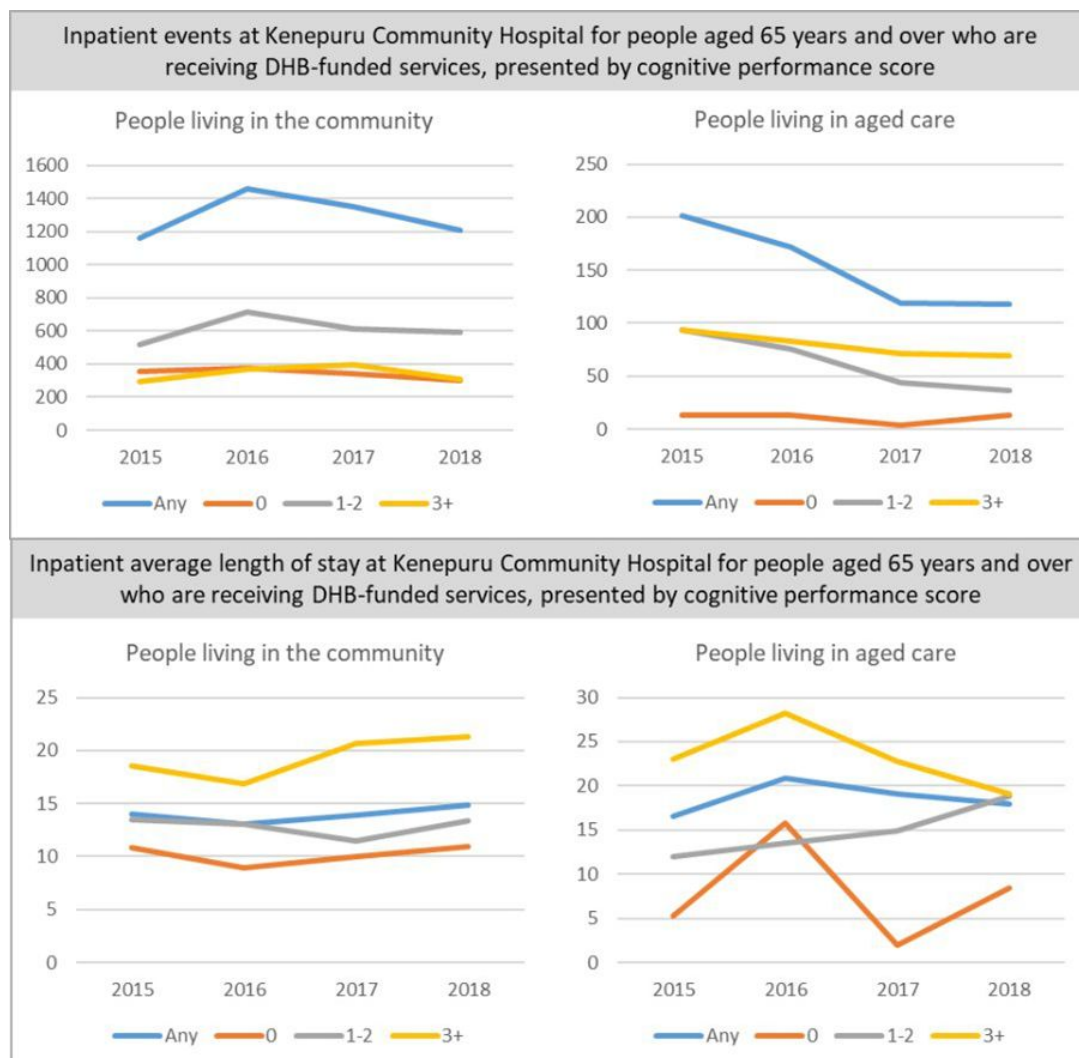 Inpatient events at Kenepuru Community Hospital for people aged 65 years and over who are
receiving DHB-funded services, presented by cognitive performance score
People living in the community
1600
1400
1200
1000
800
600
400
200
0
2015 2016 2017 2018
Any 0 1-2 3+
People living in aged care
250
200
150
100
50
0
2015 2016 2017 2018
Any 0 1-2 3+
Inpatient average length of stay at Kenepuru Community Hospital for people aged 65 years and over
who are receiving DHB-funded services, presented by cognitive performance score
People living in the community
25
20
15
10
5
0
2015 2016 2017 2018
Any 0 1-2 3+
People living in aged care
30
25
20
15
10
5
0
2015 2016 2017 2018
Any 0 1-2 3+